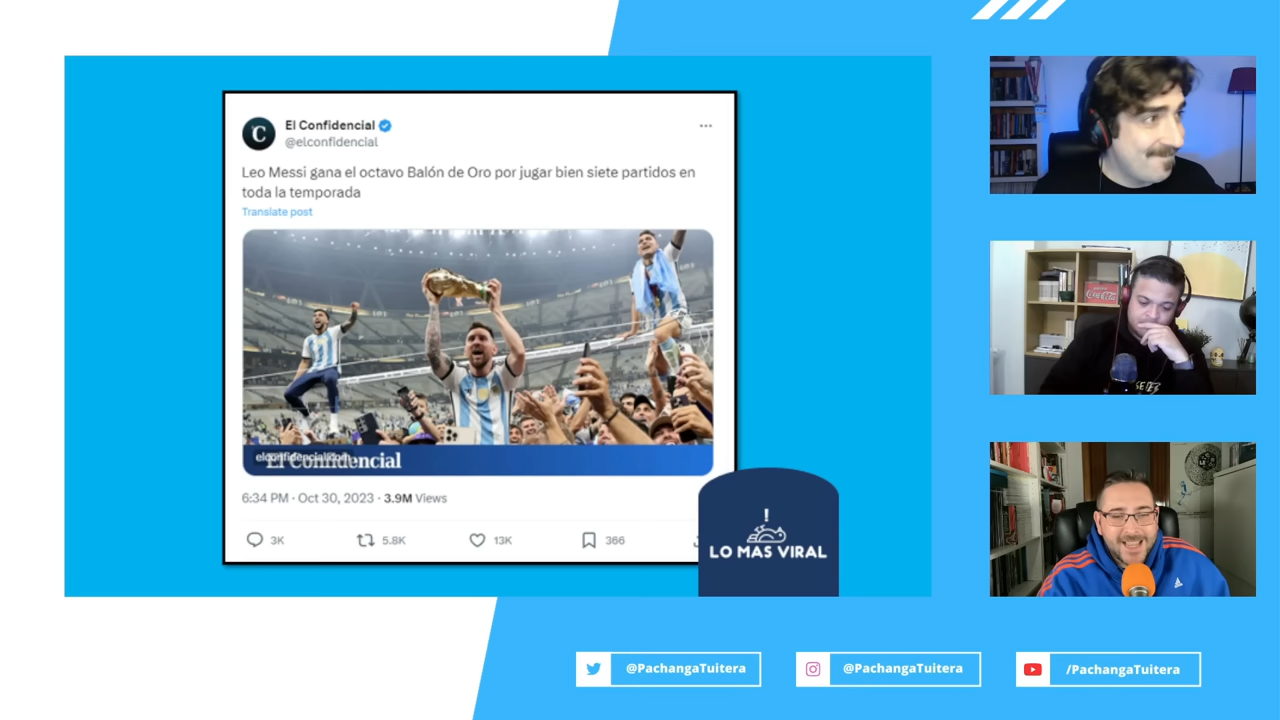 El Confidencial
@elconfidencial
Leo Messi gana el octavo Balón de Oro por jugar bien siete partidos en
toda la temporada
Translate post
elconfidencial.com
El Confidencial
6:34 PM · Oct 30, 2023 · 3.9M Views
3K
5.8K
13K
366
!
LO MAS VIRAL
Coca-Cola
@PachangaTuitera
@PachangaTuitera
/PachangaTuitera